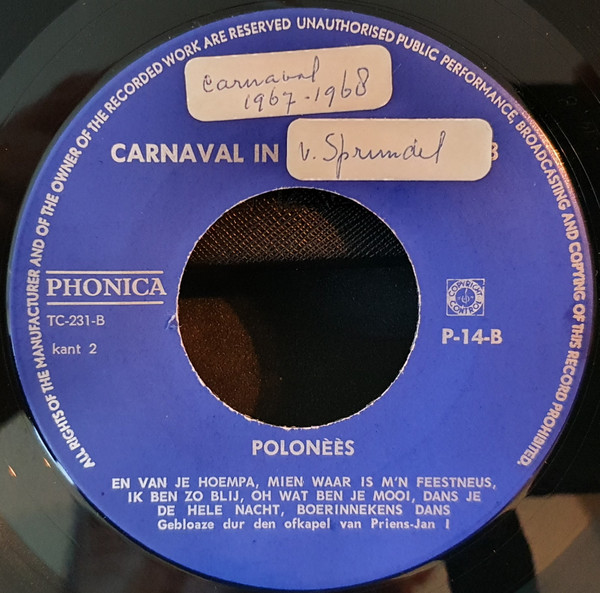 ALL RIGHTS OF THE MANUFACTURER AND OF THE OWNER OF THE RECORDED WORK ARE RESERVED UNAUTHORISED PUBLIC PERFORMANCE, BROADCASTING AND COPYING OF THIS RECORD PROHIBITED.
carnaval
1967-1968
CARNAVAL IN
v. Sprundel
PHONICA
TC-231-B
kant 2
COPYRIGHT CONTROL
P-14-B
POLONÈÈS
EN VAN JE HOEMPA, MIEN WAAR IS M'N FEESTNEUS,
IK BEN ZO BLIJ, OH WAT BEN JE MOOI, DANS JE
DE HELE NACHT, BOERINNEKENS DANS
Gebloaze dur den ofkapel van Priens-Jan I